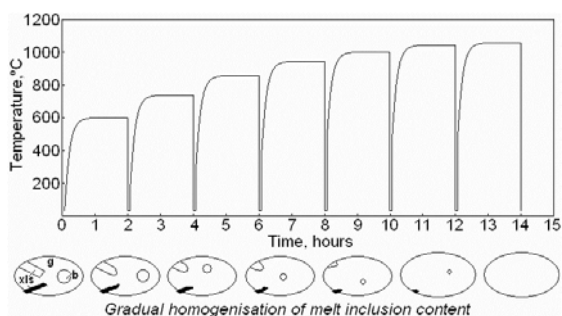 1200
1000
800
600
400
200
Temperature,ºC
0 1 2 3 4 5 6 7 8 9 10 11 12 13 14 15
Time, hours
g
xls b
Gradual homogenisation of melt inclusion content